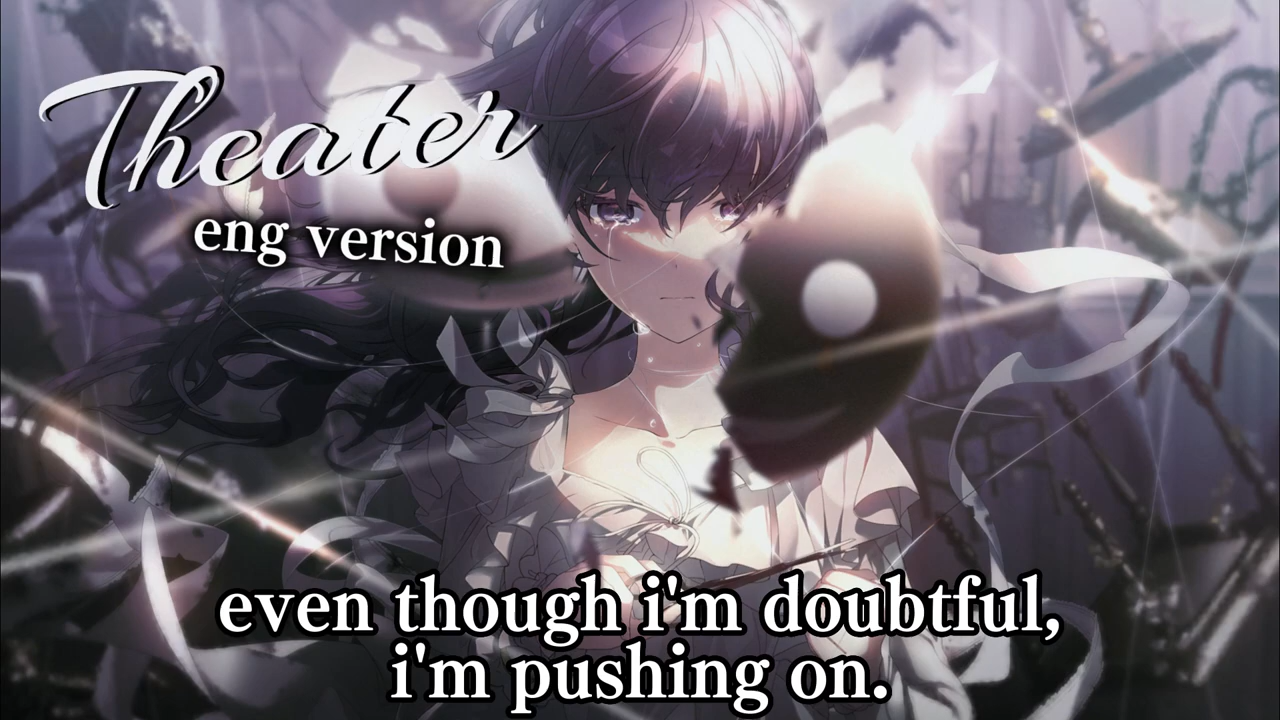 Theater
eng version
even though i'm doubtful,
i'm pushing on.